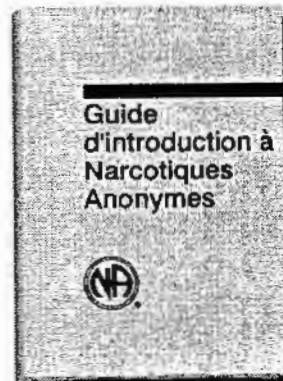 Guide
d'introduction à
Narcotiques
Anonymes
NA